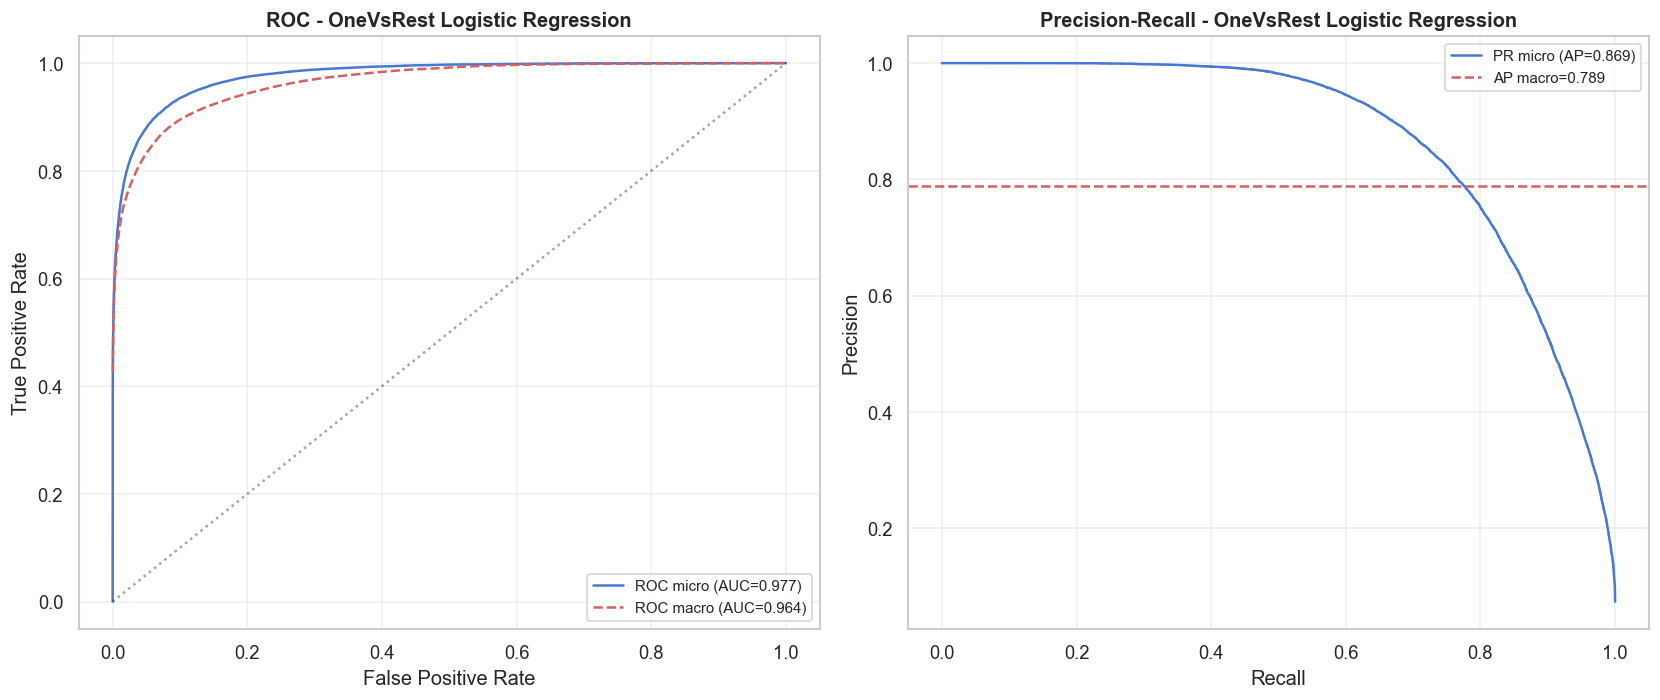 ROC - OneVsRest Logistic Regression
True Positive Rate
1.0
0.8
0.6
0.4
0.2
0.0
0.0 0.2 0.4 0.6 0.8 1.0
False Positive Rate
ROC micro (AUC=0.977)
ROC macro (AUC=0.964)
Precision-Recall - OneVsRest Logistic Regression
Precision
1.0
0.8
0.6
0.4
0.2
0.0 0.2 0.4 0.6 0.8 1.0
Recall
PR micro (AP=0.869)
AP macro=0.789